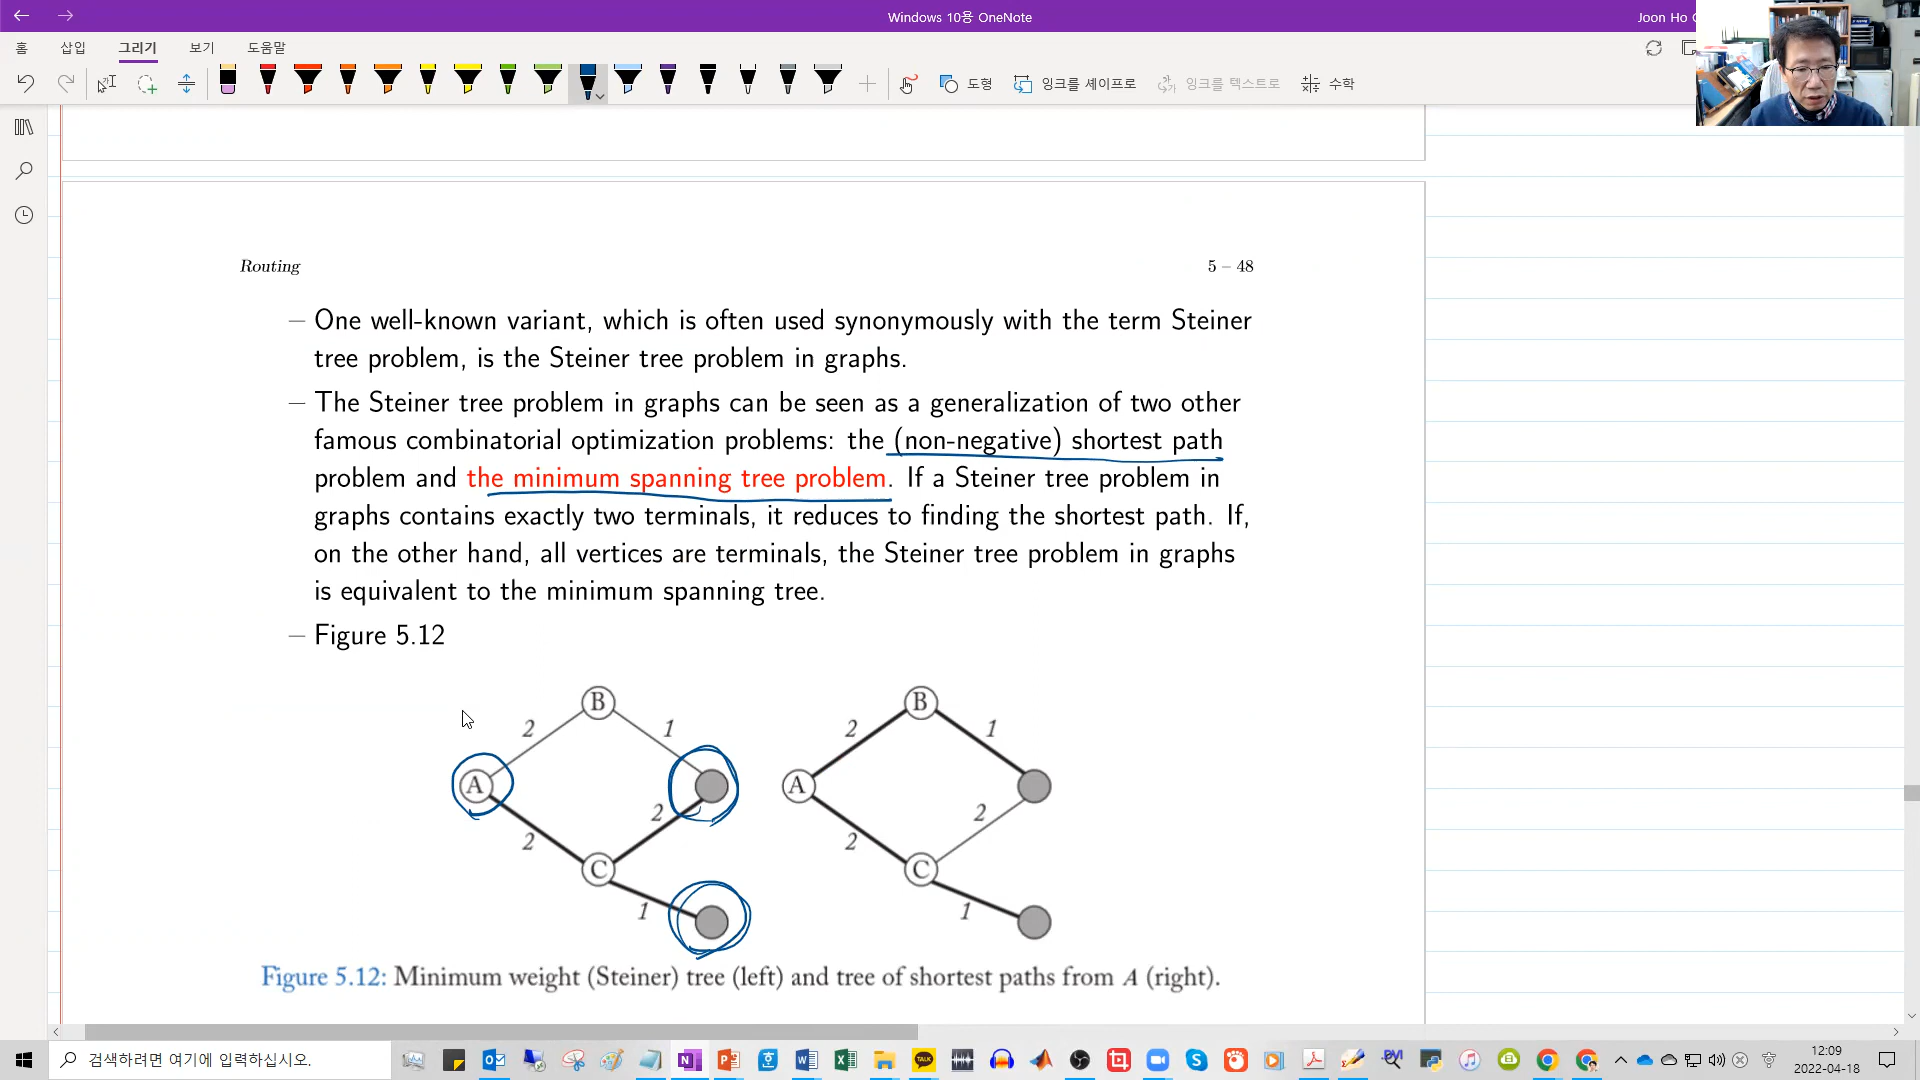 Windows 10용 OneNote
Joon Ho
홈 삽입 그리기 보기 도움말
도형 잉크를 셰이프로 잉크를 텍스트로 수학
Routing 5 – 48
– One well-known variant, which is often used synonymously with the term Steiner
tree problem, is the Steiner tree problem in graphs.
– The Steiner tree problem in graphs can be seen as a generalization of two other
famous combinatorial optimization problems: the (non-negative) shortest path
problem and the minimum spanning tree problem. If a Steiner tree problem in
graphs contains exactly two terminals, it reduces to finding the shortest path. If,
on the other hand, all vertices are terminals, the Steiner tree problem in graphs
is equivalent to the minimum spanning tree.
– Figure 5.12
B B
2 1 2 1
A A
2 2 2 2
C C
1 1
Figure 5.12: Minimum weight (Steiner) tree (left) and tree of shortest paths from A (right).
검색하려면 여기에 입력하십시오.
TALK
12:09
2022-04-18